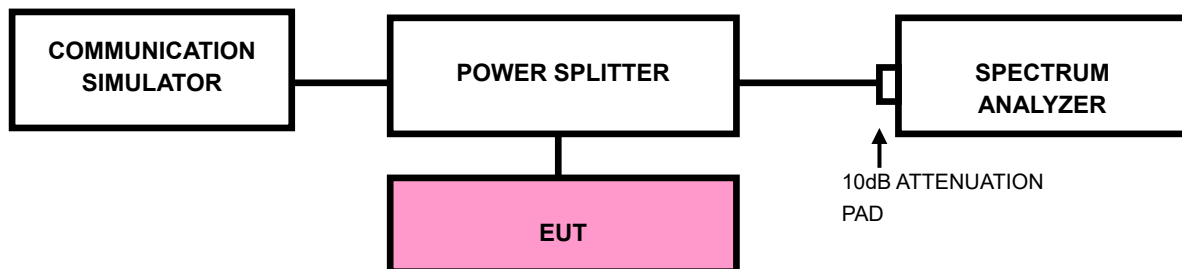 COMMUNICATION
SIMULATOR
POWER SPLITTER
SPECTRUM
ANALYZER
10dB ATTENUATION
PAD
EUT